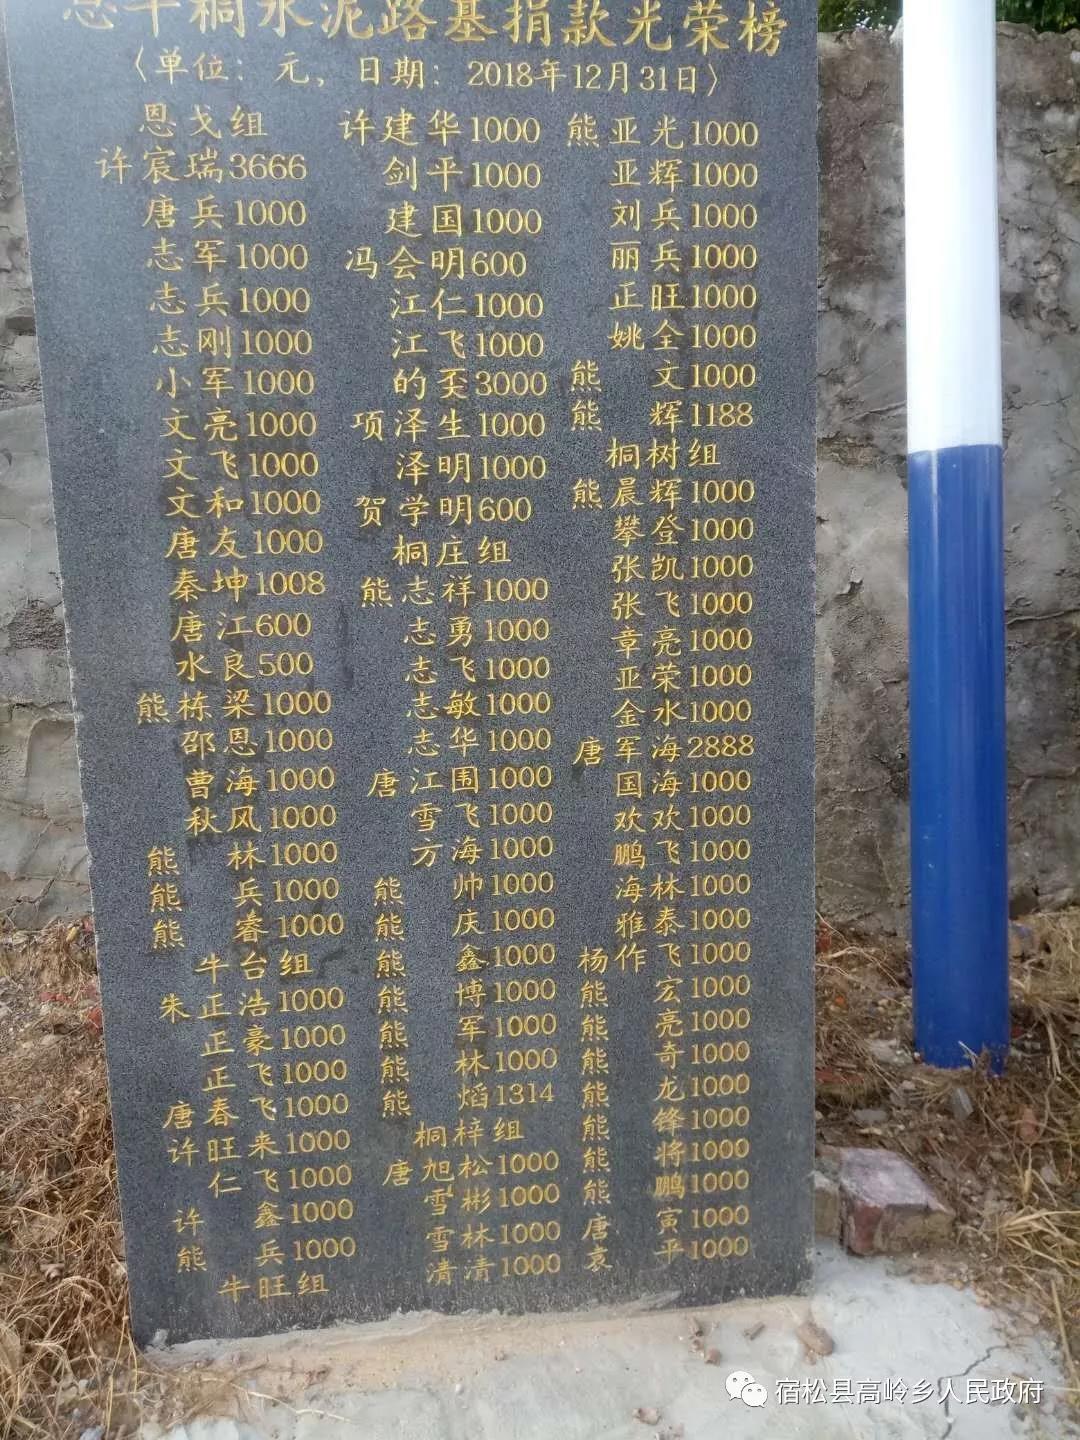 恩牛桐水泥路基捐款光荣榜
〈单位：元，日期：2018年12月31日〉
恩戈组
许宸瑞3666
唐兵1000
志军1000
志兵1000
志刚1000
小军1000
文亮1000
文飞1000
文和1000
唐友1000
秦坤1008
唐江600
水良500
熊栋梁1000
邵恩1000
曹海1000
秋风1000
熊林1000
熊兵1000
熊睿1000
牛台组
朱正浩1000
正豪1000
正飞1000
唐春飞1000
许旺来1000
仁飞1000
许鑫1000
熊兵1000
牛旺组
许建华1000
剑平1000
建国1000
冯会明600
江仁1000
江飞1000
的奀3000
项泽生1000
泽明1000
贺学明600
桐庄组
熊志祥1000
志勇1000
志飞1000
志敏1000
志华1000
唐江围1000
雪飞1000
方海1000
熊帅1000
熊庆1000
熊鑫1000
熊博1000
熊军1000
熊林1000
熊焰1314
桐梓组
唐旭松1000
雪彬1000
雪林1000
清清1000
熊亚光1000
亚辉1000
刘兵1000
丽兵1000
正旺1000
姚全1000
熊文1000
熊辉1188
桐树组
熊晨辉1000
攀登1000
张凯1000
张飞1000
章亮1000
亚荣1000
金水1000
唐军海2888
国海1000
欢欢1000
鹏飞1000
海林1000
雅泰1000
杨作飞1000
熊宏1000
熊亮1000
熊奇1000
熊龙1000
熊锋1000
熊将1000
熊鹏1000
唐寅1000
袁平1000
宿松县高岭乡人民政府